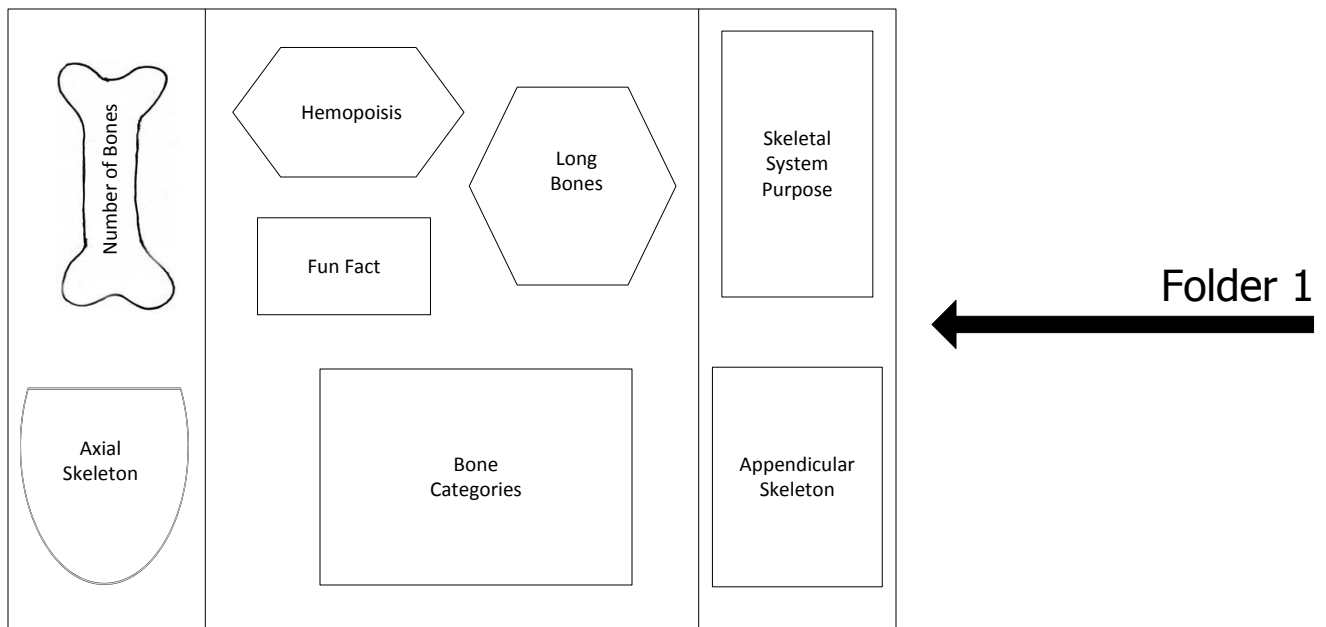 Number of Bones
Axial
Skeleton
Hemopoisis
Long
Bones
Fun Fact
Bone
Categories
Skeletal
System
Purpose
Appendicular
Skeleton
Folder 1